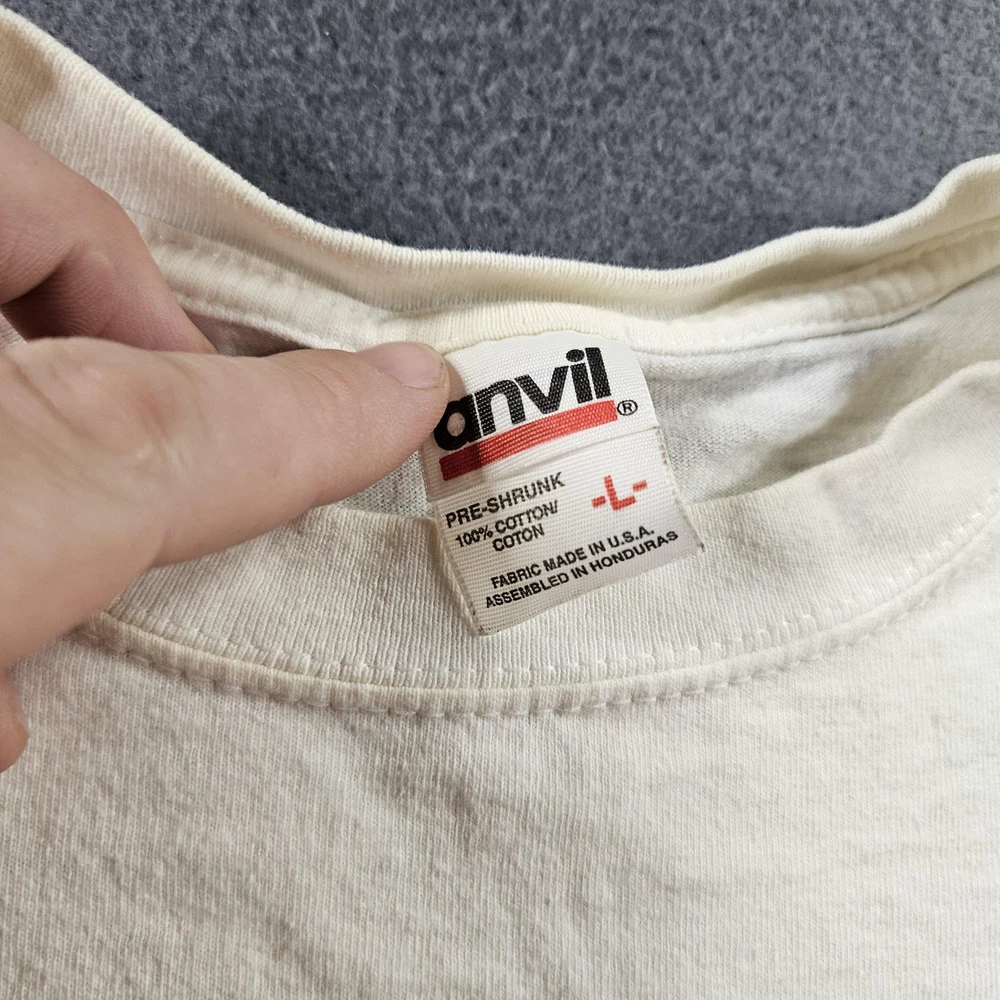 anvil®
PRE-SHRUNK
-L-
100% COTTON/
COTON
FABRIC MADE IN U.S.A.
ASSEMBLED IN HONDURAS